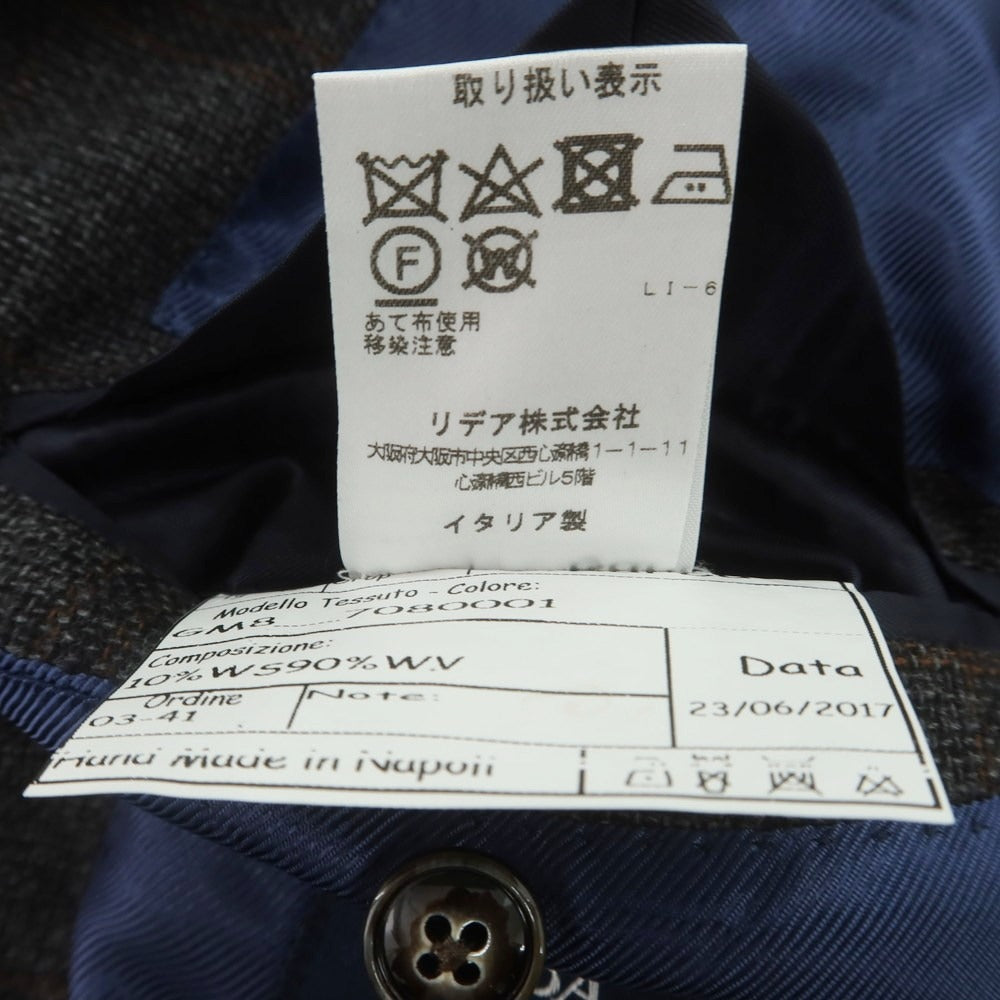 取り扱い表示
F W
LI-6
あて布使用
移染注意
リデア株式会社
大阪府大阪市中央区西心斎橋1-1-11
心斎橋西ビル5階
イタリア製
Modello Tessuto - Colore:
GM8 7080001
Composizione:
10%WS90%WV
Data
Ordine Note:
03-41
23/06/2017
Hand Made in Napoli